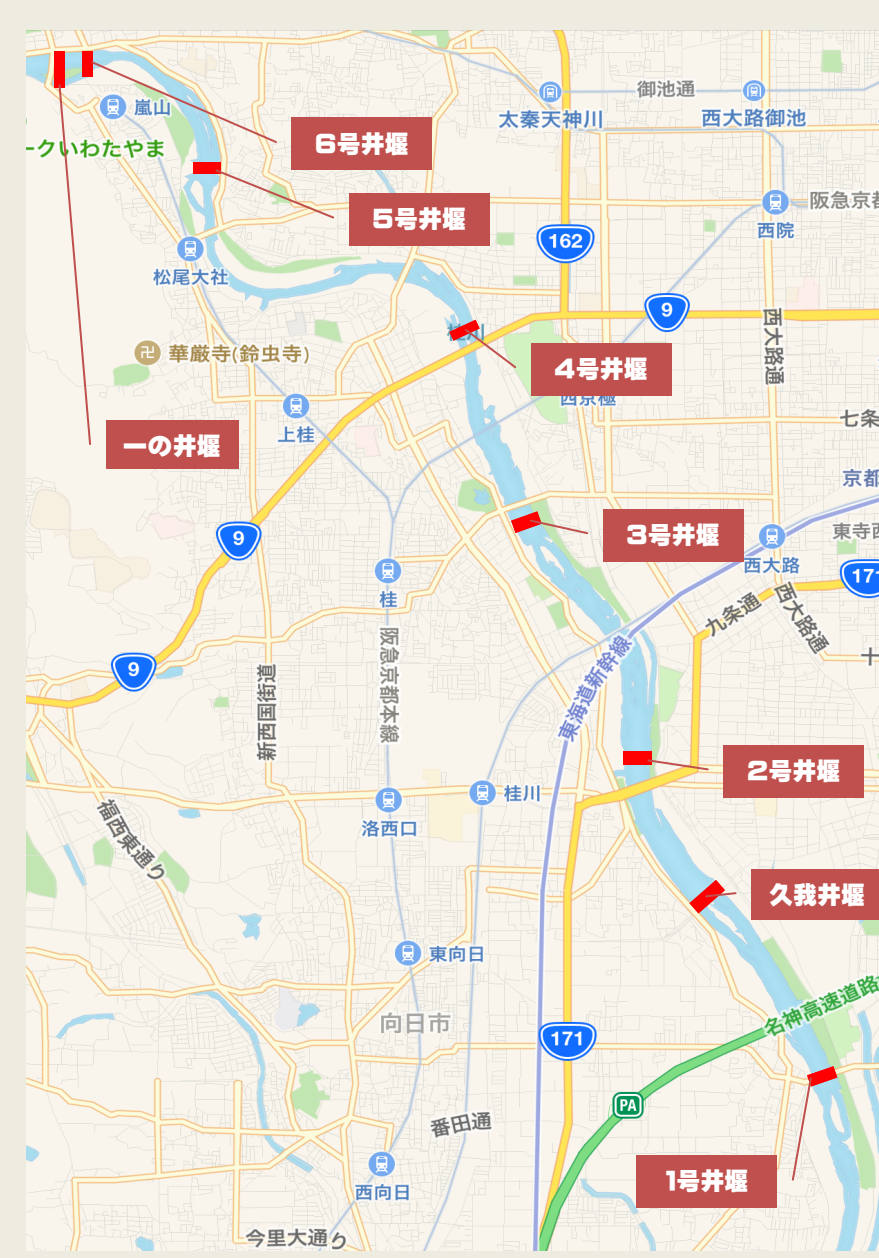 嵐山
ークいわたやま
6号井堰
5号井堰
太秦天神川
御池通
西大路御池
阪急京都
西院
162
9
西大路通
松尾大社
卍
華厳寺(鈴虫寺)
上桂
一の井堰
4号井堰
西京極
七条
京都
3号井堰
東寺西
西大路
171
九条通
西大路通
十
9
9
桂
阪急京都本線
新西国街道
東海道新幹線
2号井堰
洛西口
桂川
福西東通り
久我井堰
東向日
向日市
171
名神高速道路
PA
番田通
西向日
1号井堰
今里大通り